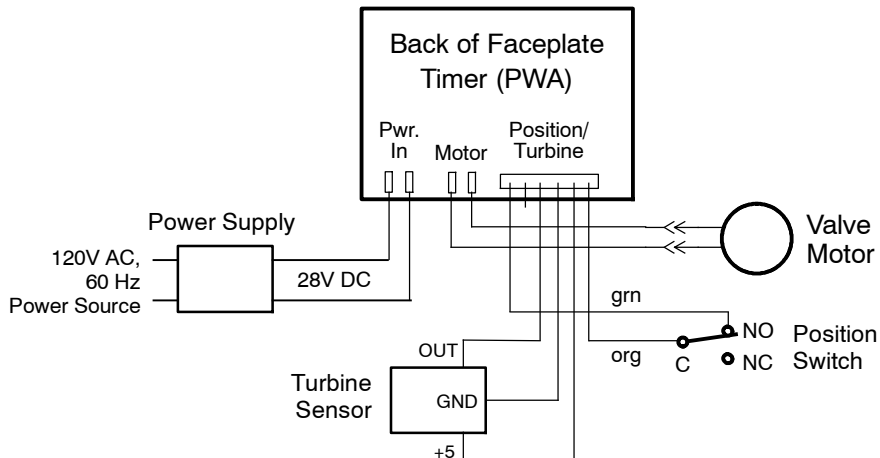 Back of Faceplate
Timer (PWA)
Pwr.
In
Motor
Position/
Turbine
Power Supply
120V AC,
60 Hz
Power Source
28V DC
Valve
Motor
grn
org
C
NO
NC
Position
Switch
OUT
GND
+5
Turbine
Sensor